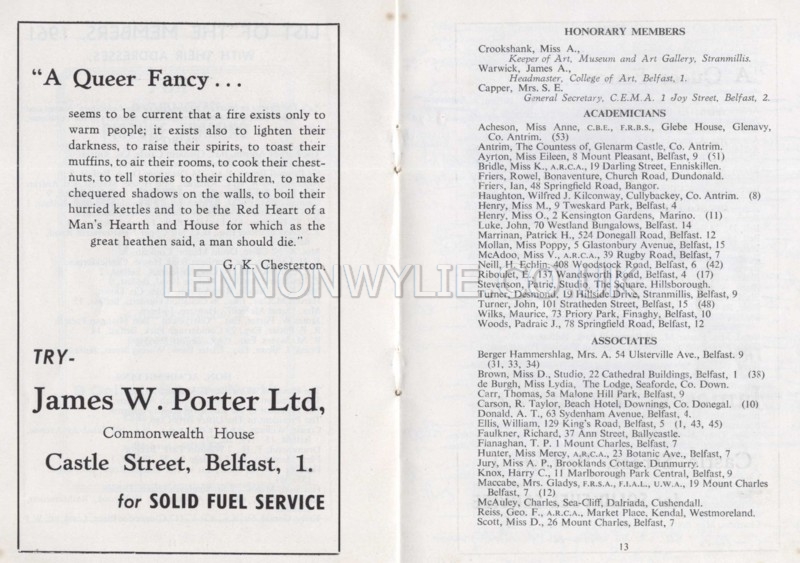 “A Queer Fancy...
seems to be current that a fire exists only to
warm people; it exists also to lighten their
darkness, to raise their spirits, to toast their
muffins, to air their rooms, to cook their chest-
nuts, to tell stories to their children, to make
chequered shadows on the walls, to boil their
hurried kettles and to be the Red Heart of a
Man's Hearth and House for which as the
great heathen said, a man should die.”
G. K. Chesterton.
TRY-
James W. Porter Ltd,
Commonwealth House
Castle Street, Belfast, 1.
for SOLID FUEL SERVICE
HONORARY MEMBERS
Crookshank, Miss A.,
Keeper of Art, Museum and Art Gallery, Stranmillis.
Warwick, James A.,
Headmaster, College of Art, Belfast, 1.
Capper, Mrs. S. E.
General Secretary, C.E.M.A. 1 Joy Street, Belfast, 2.
ACADEMICIANS
Acheson, Miss Anne, C.B.E., F.R.B.S., Glebe House, Glenavy,
Co. Antrim. (53)
Antrim, The Countess of, Glenarm Castle, Co. Antrim.
Ayrton, Miss Eileen, 8 Mount Pleasant, Belfast, 9 (51)
Bridle, Miss K., A.R.C.A., 19 Darling Street, Enniskillen.
Friers, Rowel, Bonaventure, Church Road, Dundonald.
Friers, Ian, 48 Springfield Road, Bangor.
Haughton, Wilfred J. Kilconway, Cullybackey, Co. Antrim. (8)
Henry, Miss M., 9 Tweskard Park, Belfast, 4
Henry, Miss O., 2 Kensington Gardens, Marino. (11)
Luke, John, 70 Westland Bungalows, Belfast. 14
Marrinan, Patrick H., 524 Donegall Road, Belfast. 12
Mollan, Miss Poppy, 5 Glastonbury Avenue, Belfast, 15
McAdoo, Miss V., A.R.C.A., 39 Rugby Road, Belfast, 7
Neill, H. Echlin, 408 Woodstock Road, Belfast, 6 (42)
Riboulet, E., 37 Wandsworth Road, Belfast, 4 (17)
Stevenson, Patric, Studio, The Square, Hillsborough.
Turner, Desmond, 19 Hillside Drive, Stranmillis, Belfast, 9
Turner, John, 101 Stratheden Street, Belfast, 15 (48)
Wilks, Maurice, 73 Priory Park, Finaghy, Belfast, 10
Woods, Padraic J., 78 Springfield Road, Belfast, 12
ASSOCIATES
Berger Hammershlag, Mrs. A. 54 Ulsterville Ave., Belfast. 9
(31, 33, 34)
Brown, Miss D., Studio, 22 Cathedral Buildings, Belfast, 1 (38)
de Burgh, Miss Lydia, The Lodge, Seaforde, Co. Down.
Carr, Thomas, 5a Malone Hill Park, Belfast, 9
Carson, R. Taylor, Beach Hotel, Downings, Co. Donegal. (10)
Donald. A. T., 63 Sydenham Avenue, Belfast, 4.
Ellis, William, 129 King's Road, Belfast, 5 (1, 43, 45)
Faulkner, Richard, 37 Ann Street, Ballycastle.
Flanaghan, T. P. 1 Mount Charles, Belfast, 7
Hunter, Miss Mercy, A.R.C.A., 23 Botanic Ave., Belfast, 7
Jury, Miss A. P., Brooklands Cottage, Dunmurry.
Knox, Harry C., 11 Marlborough Park Central, Belfast, 9
Maccabe, Mrs. Gladys, F.R.S.A., F.I.A.L., U.W.A., 19 Mount Charles
Belfast, 7 (12)
McAuley, Charles, Sea-Cliff, Dalriada, Cushendall.
Reiss, Geo. F., A.R.C.A., Market Place, Kendal, Westmoreland.
Scott, Miss D., 26 Mount Charles, Belfast, 7
13